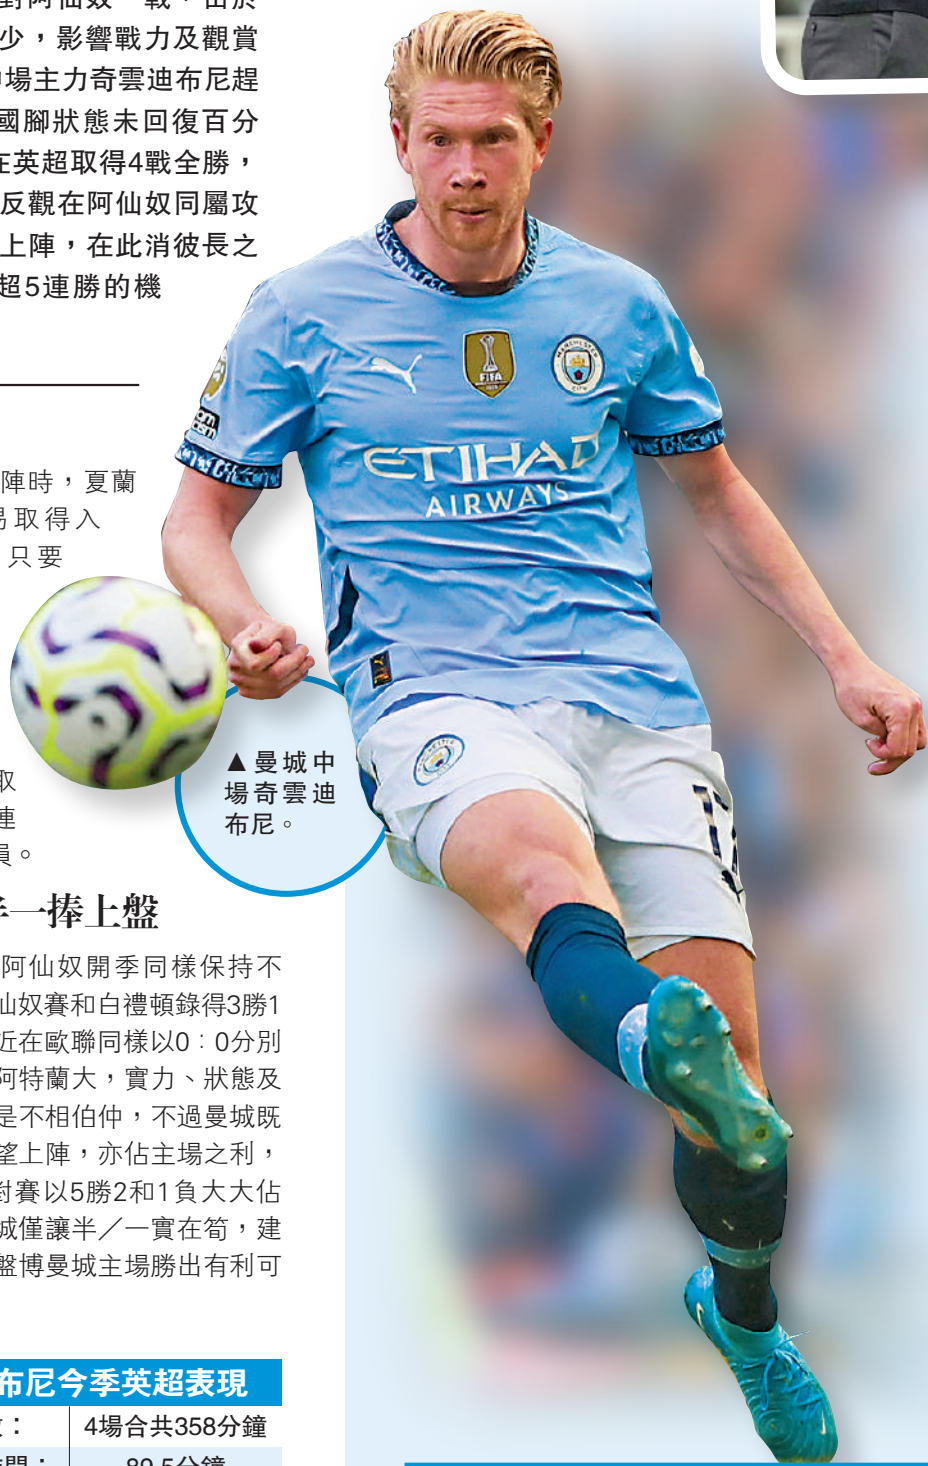 少，影響戰力及觀賞
場主力奇雲迪布尼趕
國腳狀態未回復百分
在英超取得4戰全勝，
反觀在阿仙奴同屬攻
上陣，在此消彼長之
超5連勝的機
陣時，夏蘭
易取得入
只要
取
連
員。
一捧上盤
阿仙奴開季同樣保持不
仙奴賽和白禮頓錄得3勝1
近在歐聯同樣以0：0分別
阿特蘭大，實力、狀態及
是不相伯仲，不過曼城既
望上陣，亦佔主場之利，
對賽以5勝2和1負大大佔
城僅讓半／一實在筍，建
盤博曼城主場勝出有利可
布尼今季英超表現
4場合共358分鐘
89.5分鐘
▲曼城中
場奇雲迪
布尼。
FIFA
MANCHESTER
CITY
ETIHAD
AIRWAYS
17